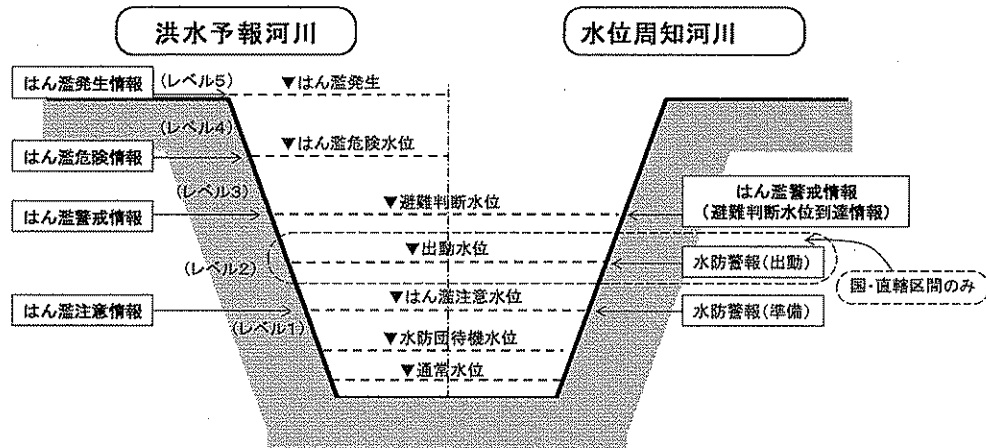 洪水予報河川
水位周知河川
はん濫発生情報
(レベル5)
▼はん濫発生
(レベル4)
はん濫危険情報
▼はん濫危険水位
(レベル3)
はん濫警戒情報
▼避難判断水位
はん濫警戒情報
(避難判断水位到達情報)
▼出動水位
水防警報(出動)
(レベル2)
国・直轄区間のみ
はん濫注意情報
▼はん濫注意水位
水防警報(準備)
(レベル1)
▼水防団待機水位
▼通常水位